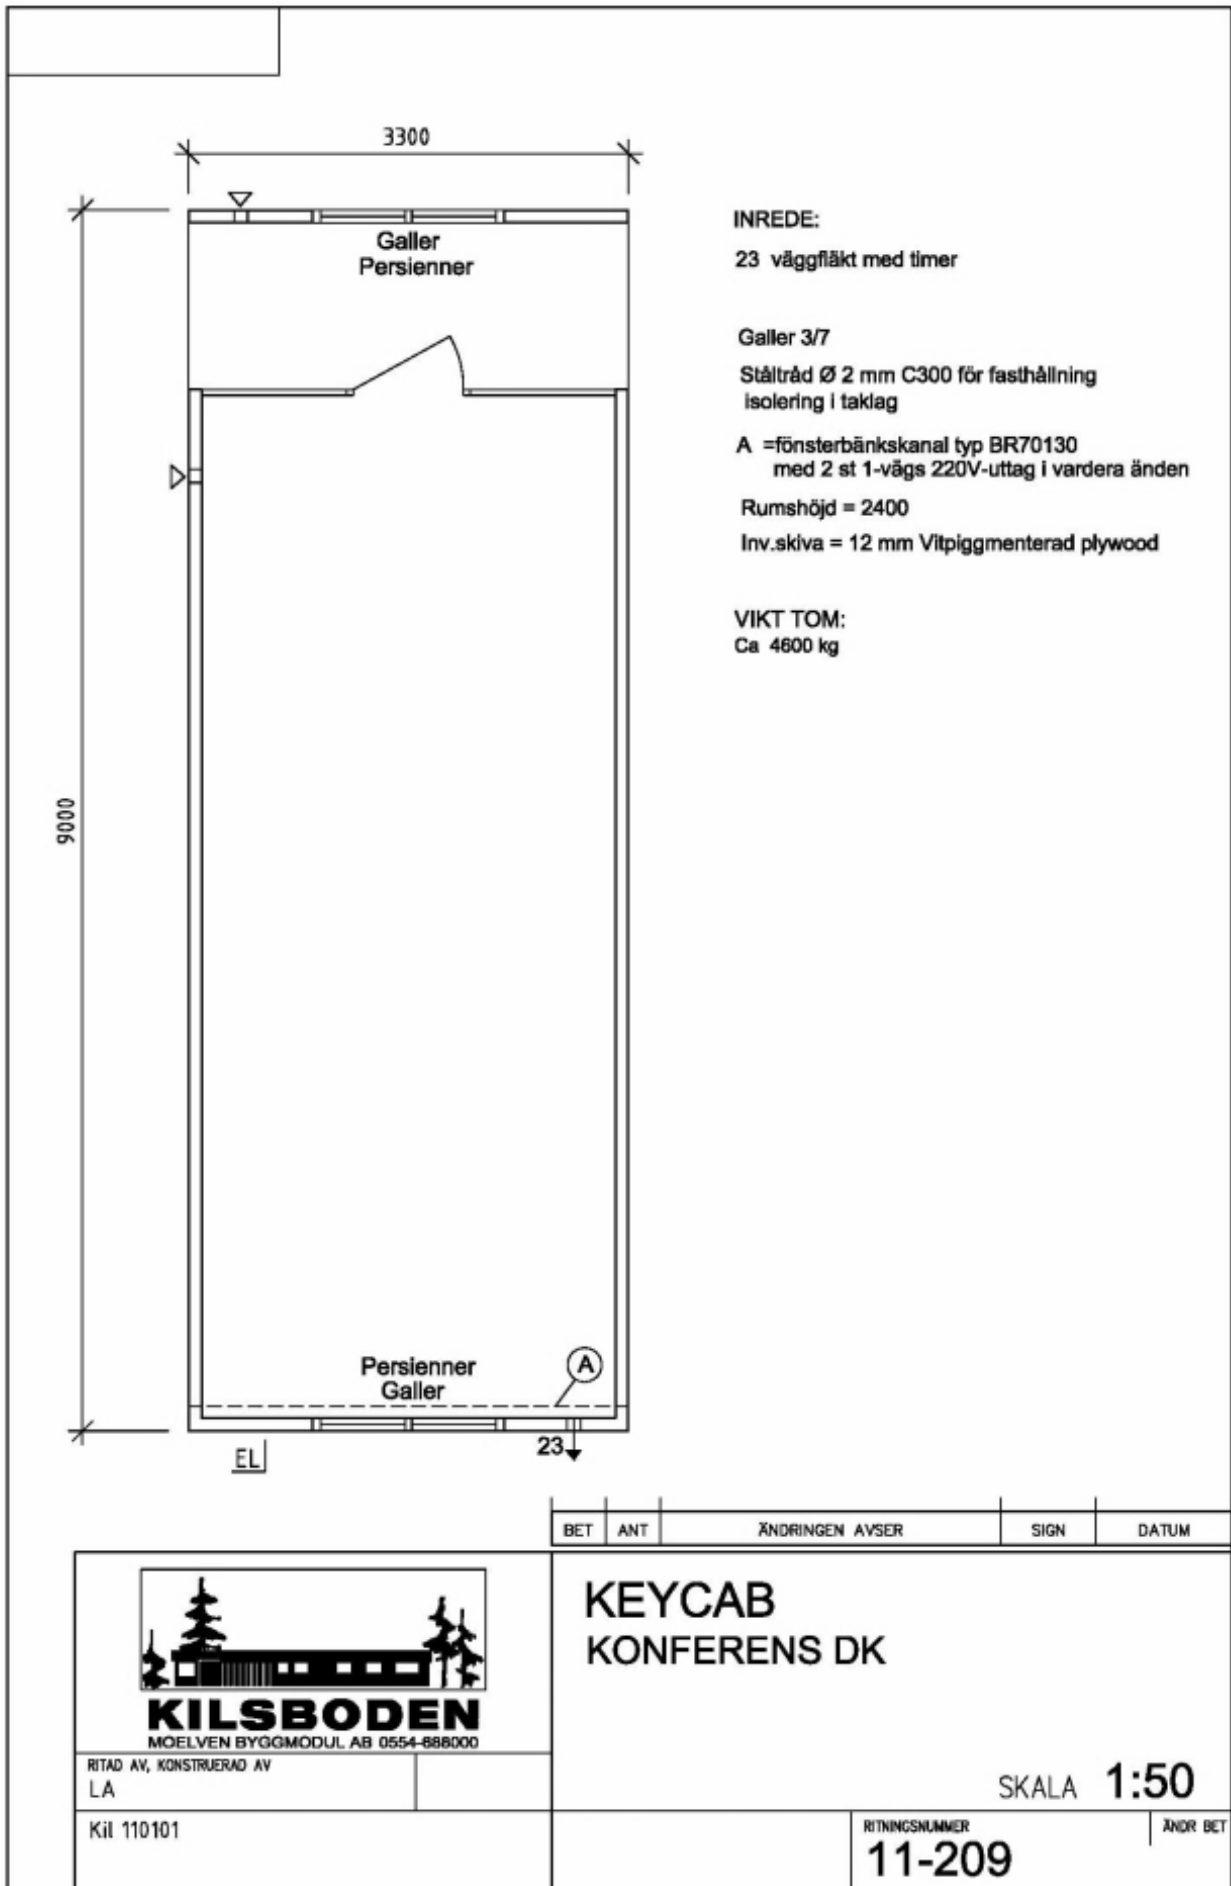 3300
Galler
Persienner
9000
INREDE:
23 väggfläkt med timer
Galler 3/7
Ståltråd Ø 2 mm C300 för fasthållning
isolering i taklag
A =fönsterbänkskanal typ BR70130
med 2 st 1-vägs 220V-uttag i vardera änden
Rumshöjd = 2400
Inv.skiva = 12 mm Vitpiggmenterad plywood
VIKT TOM:
Ca 4600 kg
Persienner
Galler
A
EL
23
BET ANT ÄNDRINGEN AVSER SIGN DATUM
KILSBODEN
MOELVEN BYGGMODUL AB 0554-688000
RITAD AV, KONSTRUERAD AV
LA
Kil 110101
KEYCAB
KONFERENS DK
SKALA 1:50
RITNINGSNUMMER
11-209
ÄNDR BET